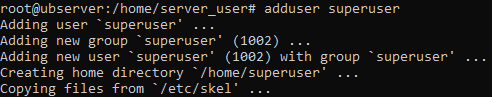 root@ubserver:/home/server_user# adduser superuser
Adding user `superuser' ...
Adding new group `superuser' (1002) ...
Adding new user `superuser' (1002) with group `superuser' ...
Creating home directory `/home/superuser' ...
Copying files from `/etc/skel' ...